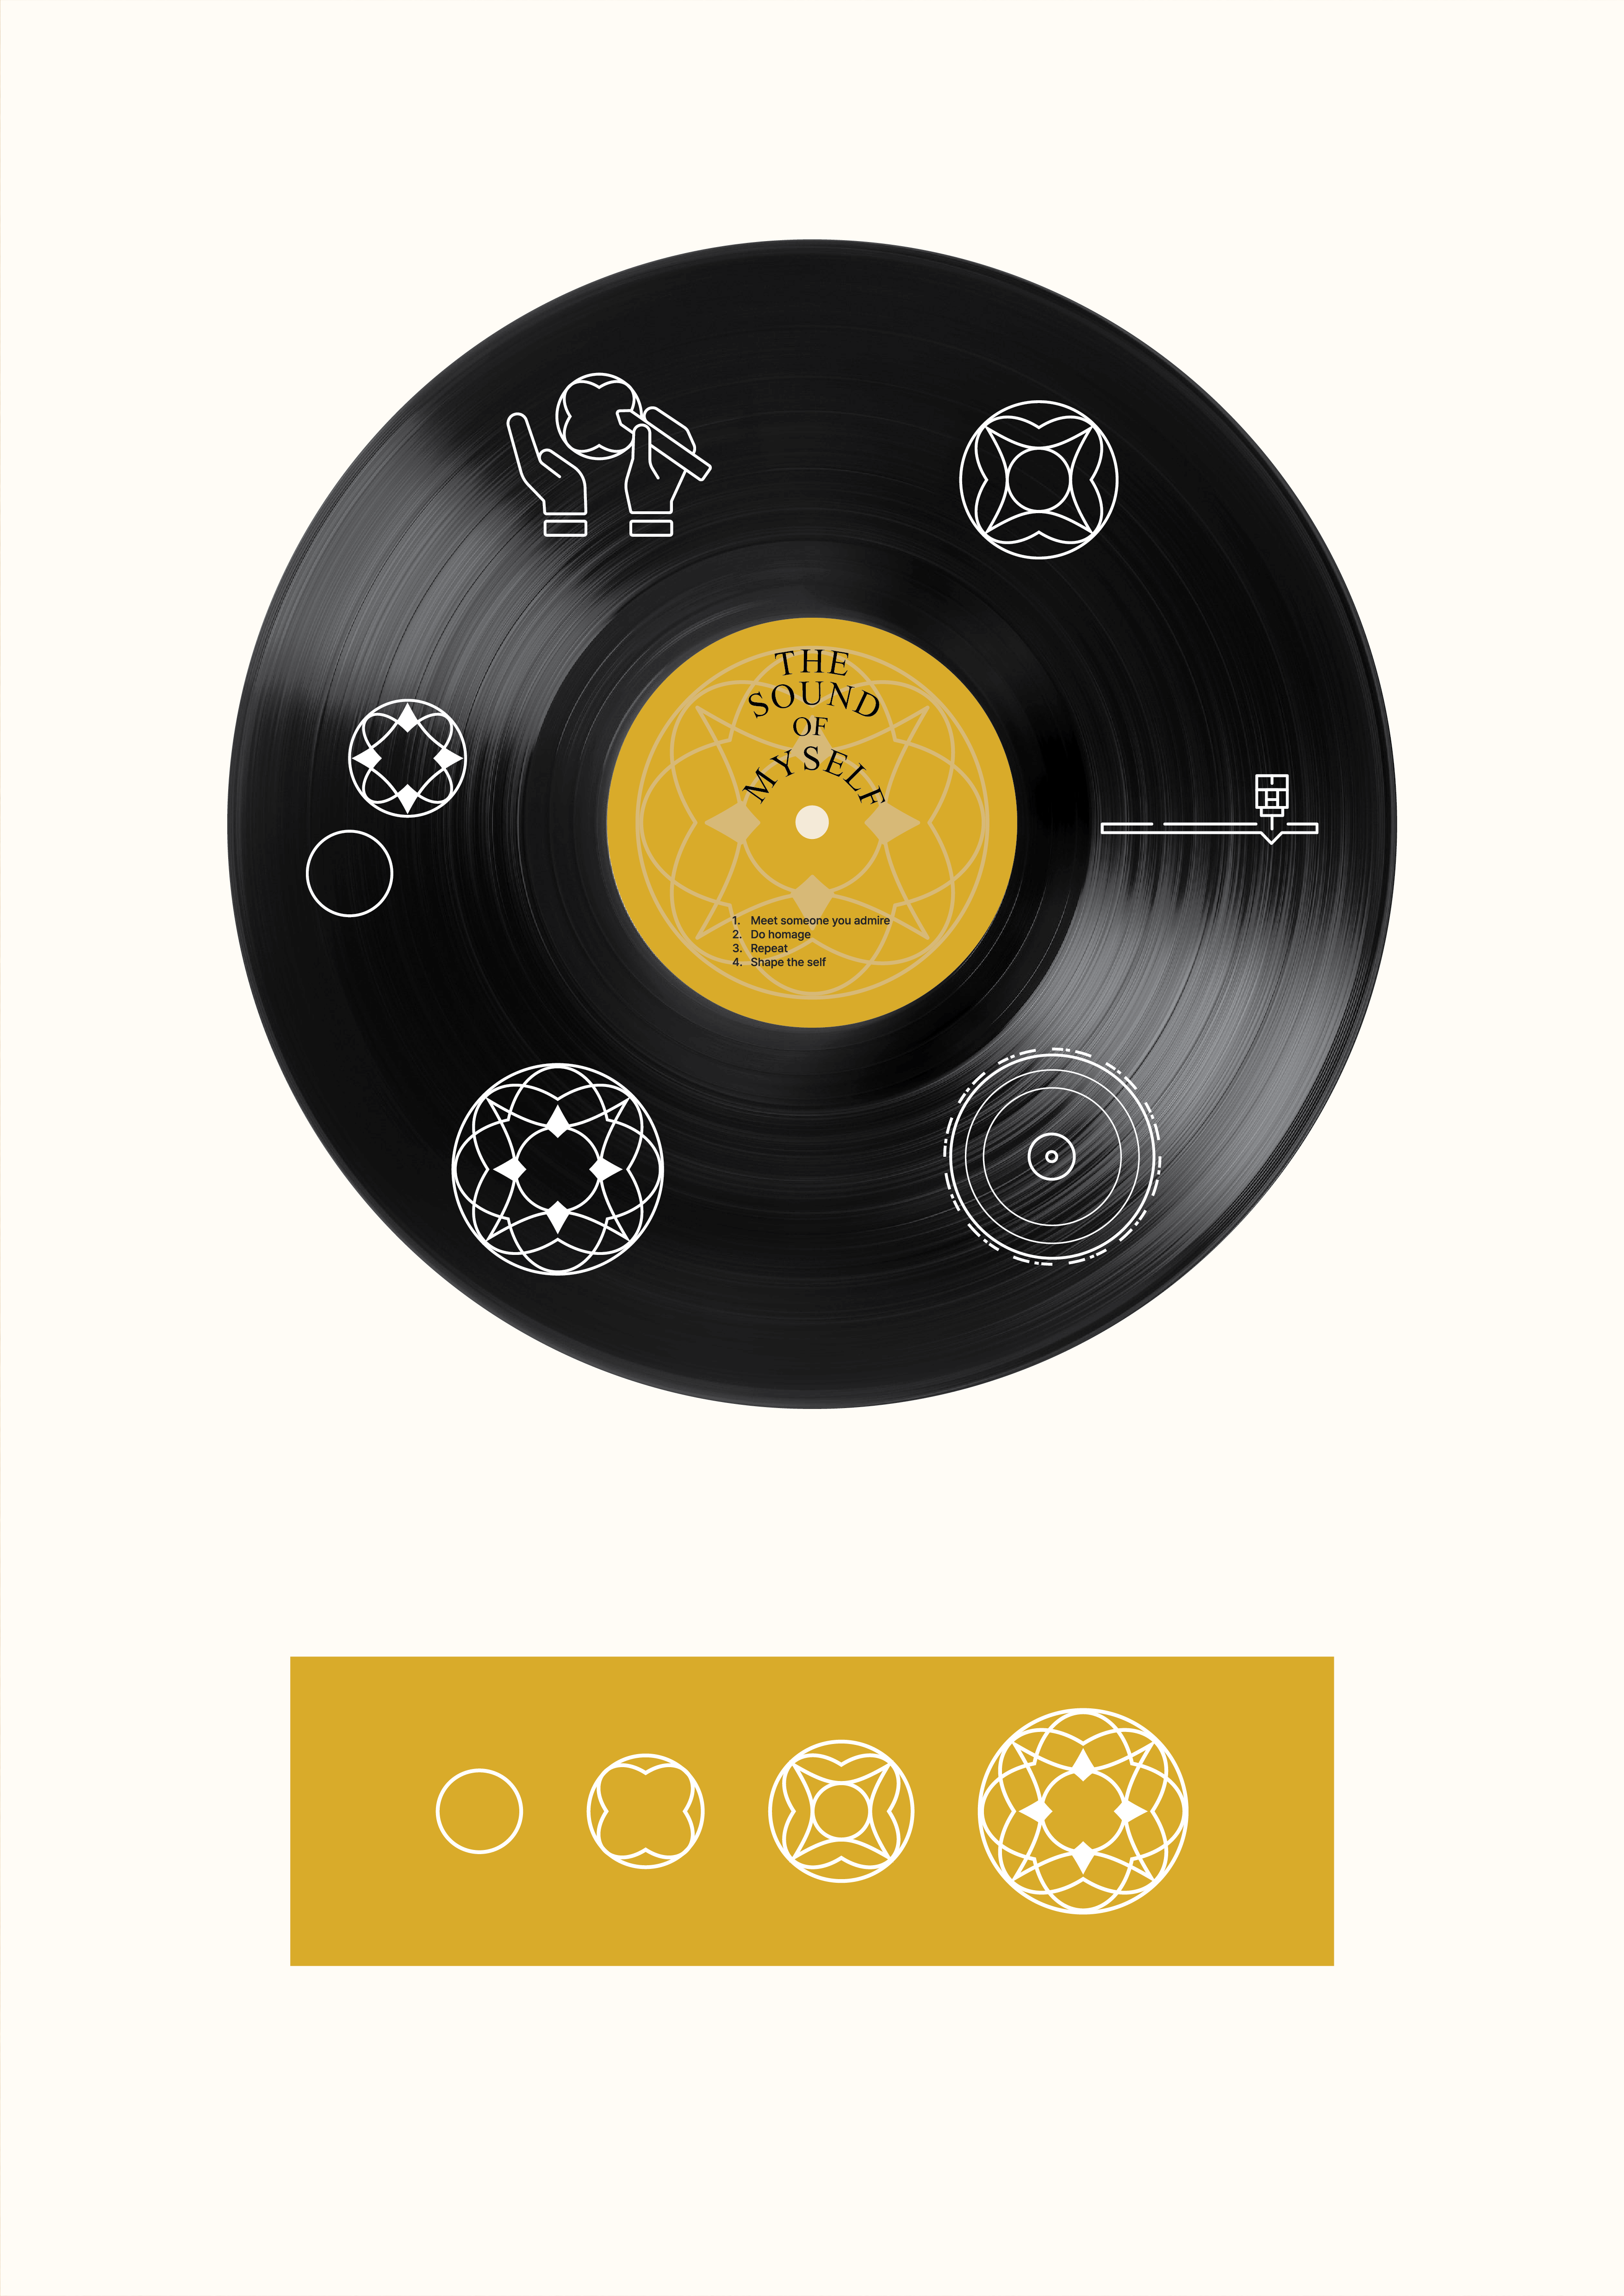 THE
SOUND
OF
MYSELF
1. Meet someone you admire
2. Do homage
3. Repeat
4. Shape the self